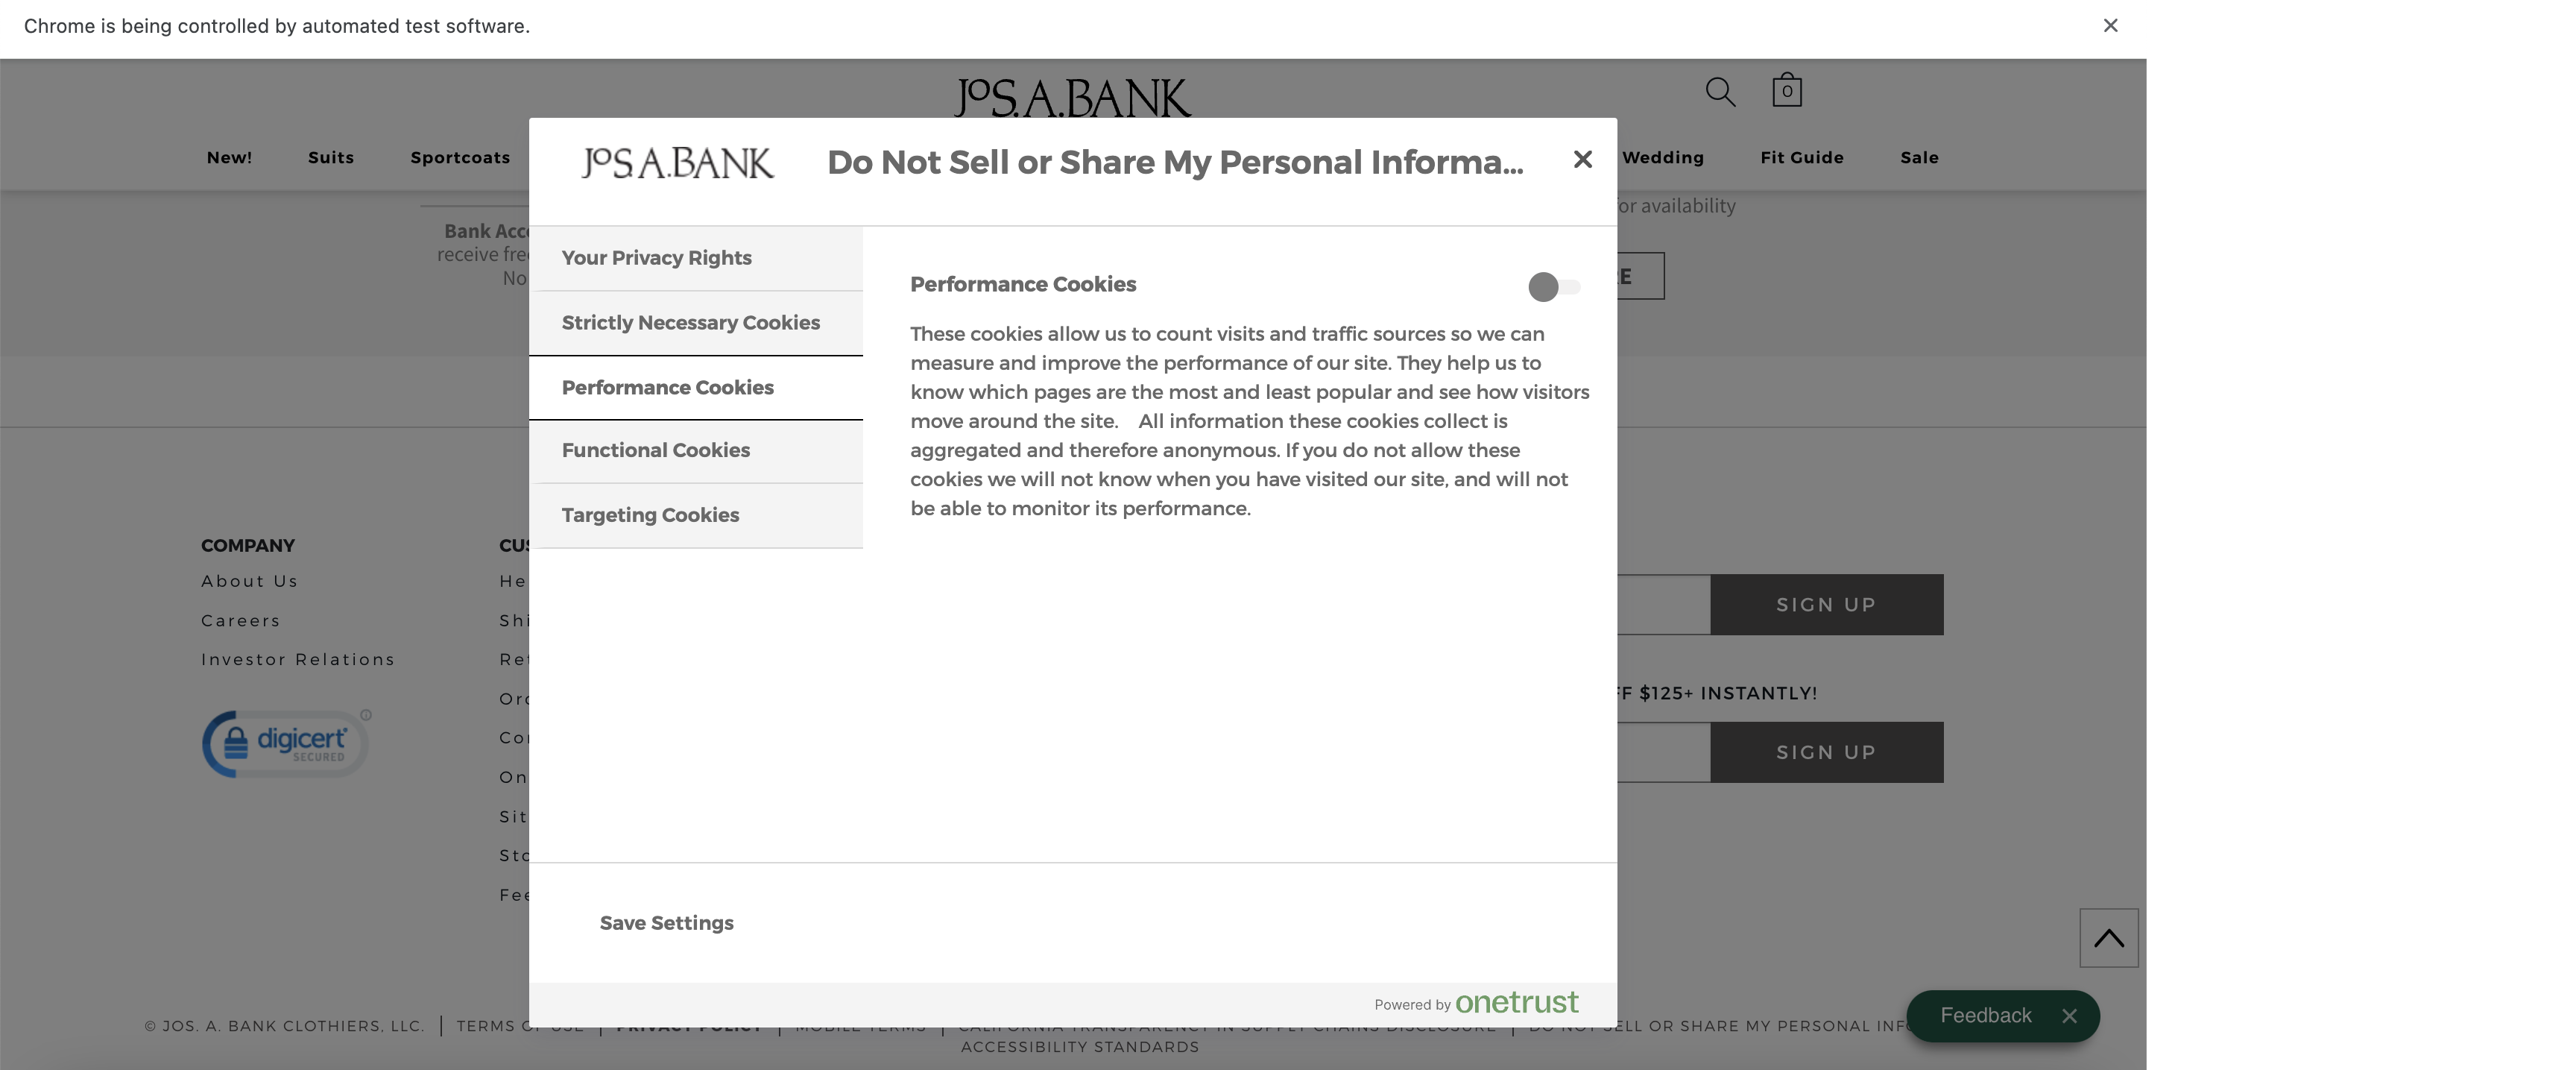 Chrome is being controlled by automated test software.
JOS. A. BANK
0
New! Suits Sportcoats Wedding Fit Guide Sale
JOS. A. BANK Do Not Sell or Share My Personal Informa...
for availability
Bank Acc
receive fre
No
RE
Your Privacy Rights
Strictly Necessary Cookies
Performance Cookies
Functional Cookies
Targeting Cookies
Performance Cookies
These cookies allow us to count visits and traffic sources so we can
measure and improve the performance of our site. They help us to
know which pages are the most and least popular and see how visitors
move around the site. All information these cookies collect is
aggregated and therefore anonymous. If you do not allow these
cookies we will not know when you have visited our site, and will not
be able to monitor its performance.
COMPANY
About Us
Careers
Investor Relations
digicert
SECURED
CUS
He
Shi
Ret
Ord
Con
On
Sit
Sto
Fee
SIGN UP
FF $125+ INSTANTLY!
SIGN UP
Save Settings
Powered by onetrust
Feedback
© JOS. A. BANK CLOTHIERS, LLC. | TERMS OF USE | PRIVACY POLICY | MOBILE TERMS | CALIFORNIA TRANSPARENCY IN SUPPLY CHAINS DISCLOSURE | DO NOT SELL OR SHARE MY PERSONAL INFO
ACCESSIBILITY STANDARDS